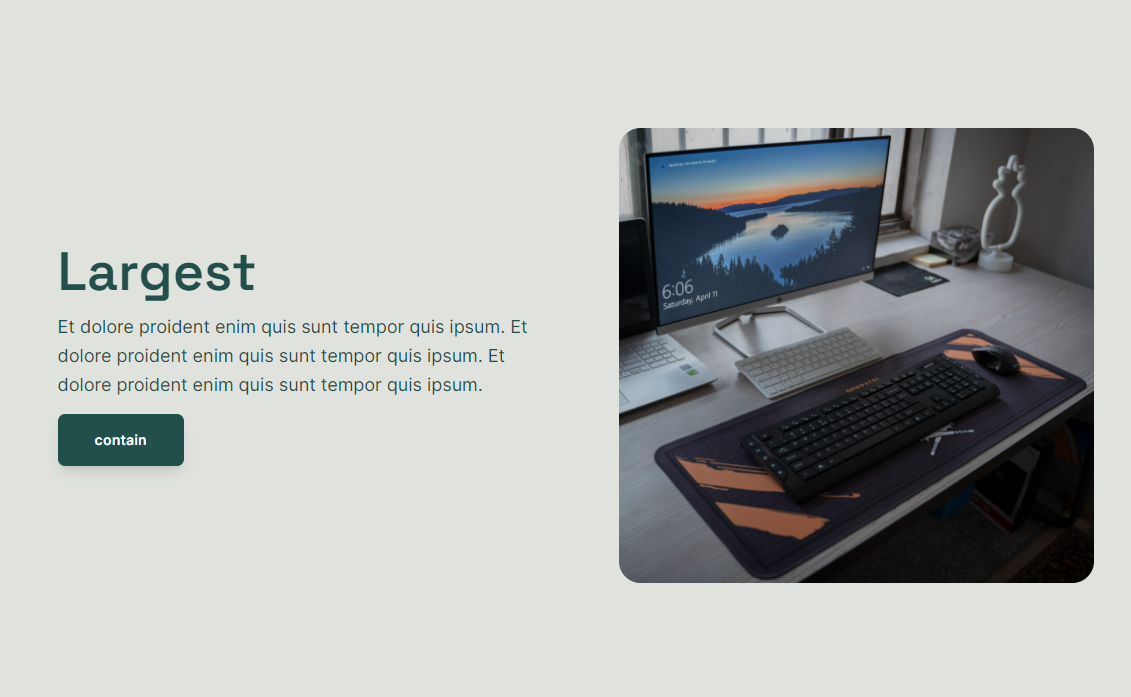 Largest
Et dolore proident enim quis sunt tempor quis ipsum. Et
dolore proident enim quis sunt tempor quis ipsum. Et
dolore proident enim quis sunt tempor quis ipsum.
contain
6:06
Saturday, April 11